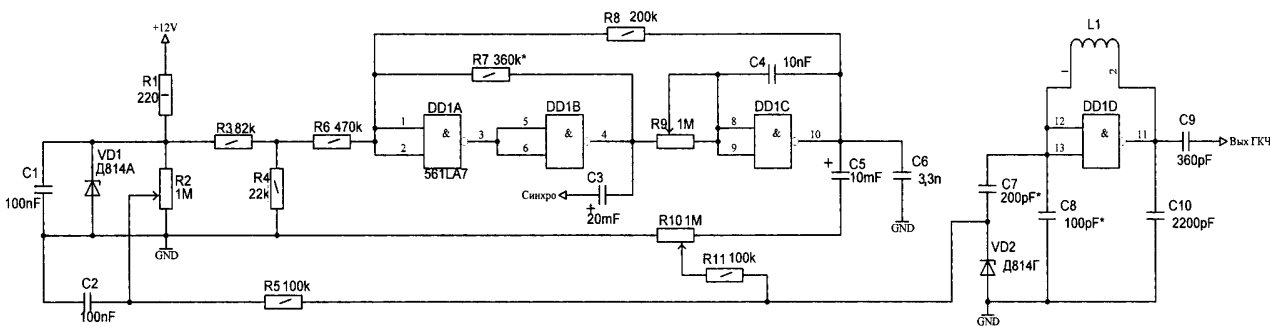 +12V
R1
220
R8 200k
R7 360k*
C4 10nF
L1
1 2
R3 82k
R6 470k
DD1A
&
1
2
3
561LA7
DD1B
&
5
6
4
R9 1M
DD1C
&
8
9
10
DD1D
&
12
13
11
C9
360pF
Вых ГКЧ
C1
100nF
VD1
Д814А
R2
1M
R4
22k
Синхро
C3
+
20mF
+
C5
10mF
C6
3,3n
GND
C7
200pF*
C8
100pF*
C10
2200pF
GND
R10 1M
R11 100k
VD2
Д814Г
C2
100nF
R5 100k
GND